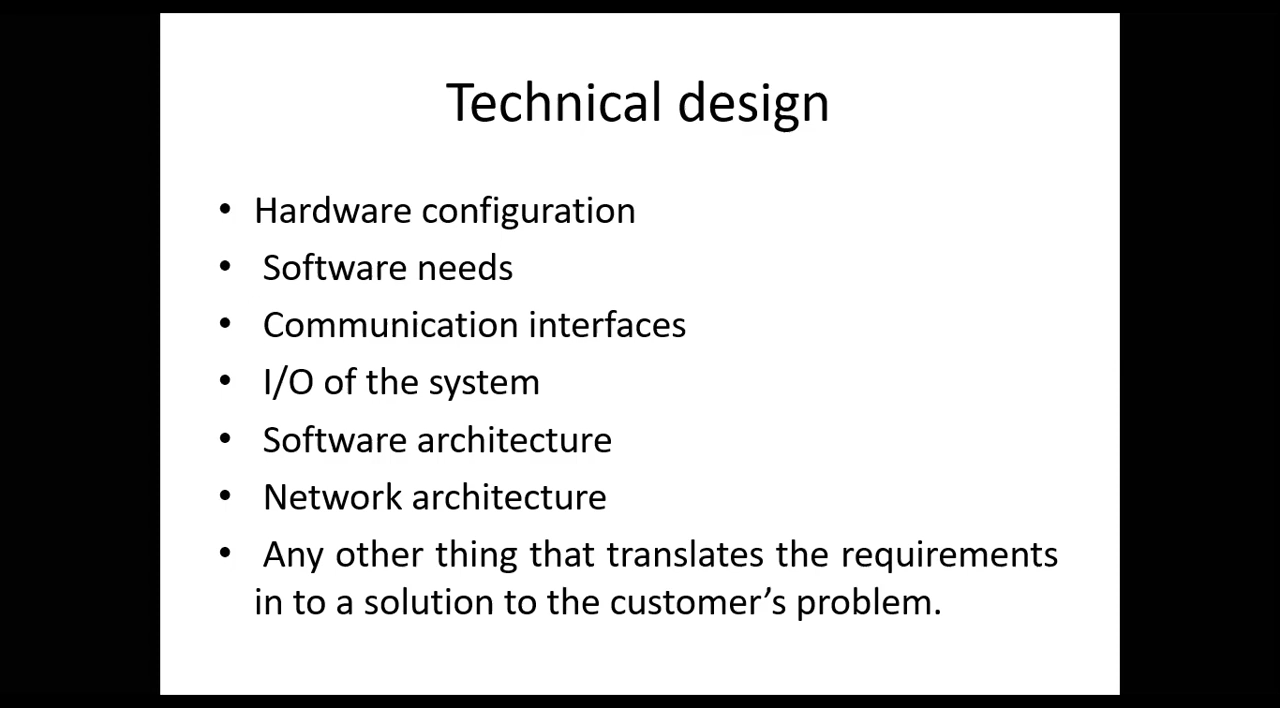 Technical design
• Hardware configuration
• Software needs
• Communication interfaces
• I/O of the system
• Software architecture
• Network architecture
• Any other thing that translates the requirements
in to a solution to the customer’s problem.